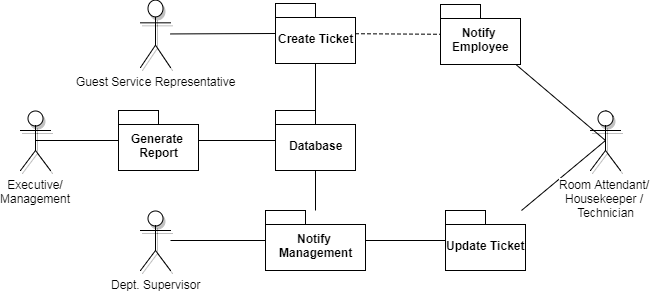 Create Ticket
Notify
Employee
Guest Service Representative
Generate
Report
Database
Executive/
Management
Room Attendant/
Housekeeper /
Technician
Notify
Management
Update Ticket
Dept. Supervisor